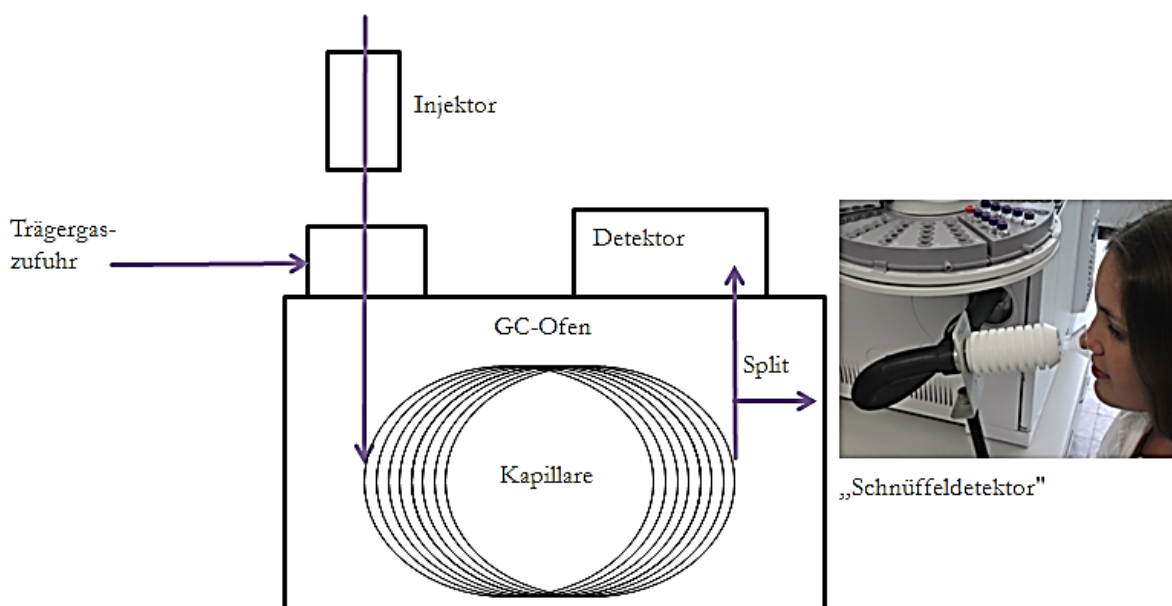 Injektor
Trägergas-
zufuhr
Detektor
GC-Ofen
Split
Kapillare
„Schnüffeldetektor"